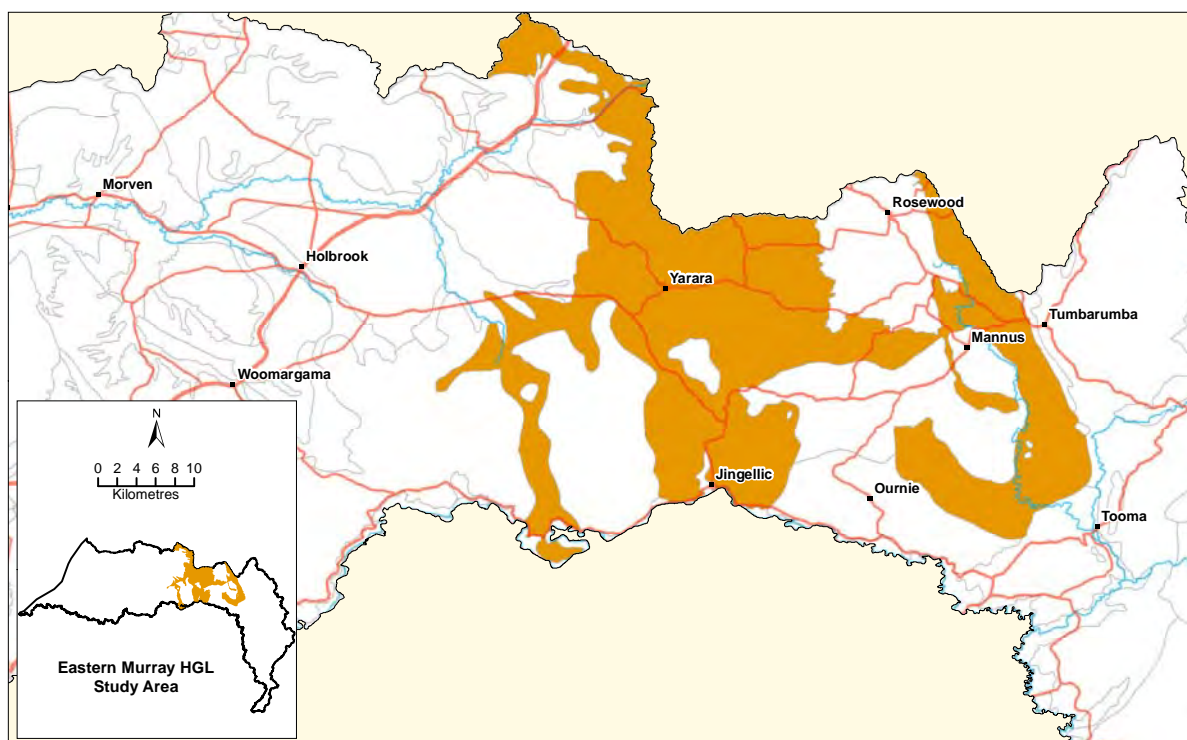 Morven
Rosewood
Holbrook
Yarara
Tumbarumba
Mannus
Woomargama
N
0 2 4 6 8 10
Kilometres
Jingellic
Ournie
Tooma
Eastern Murray HGL
Study Area